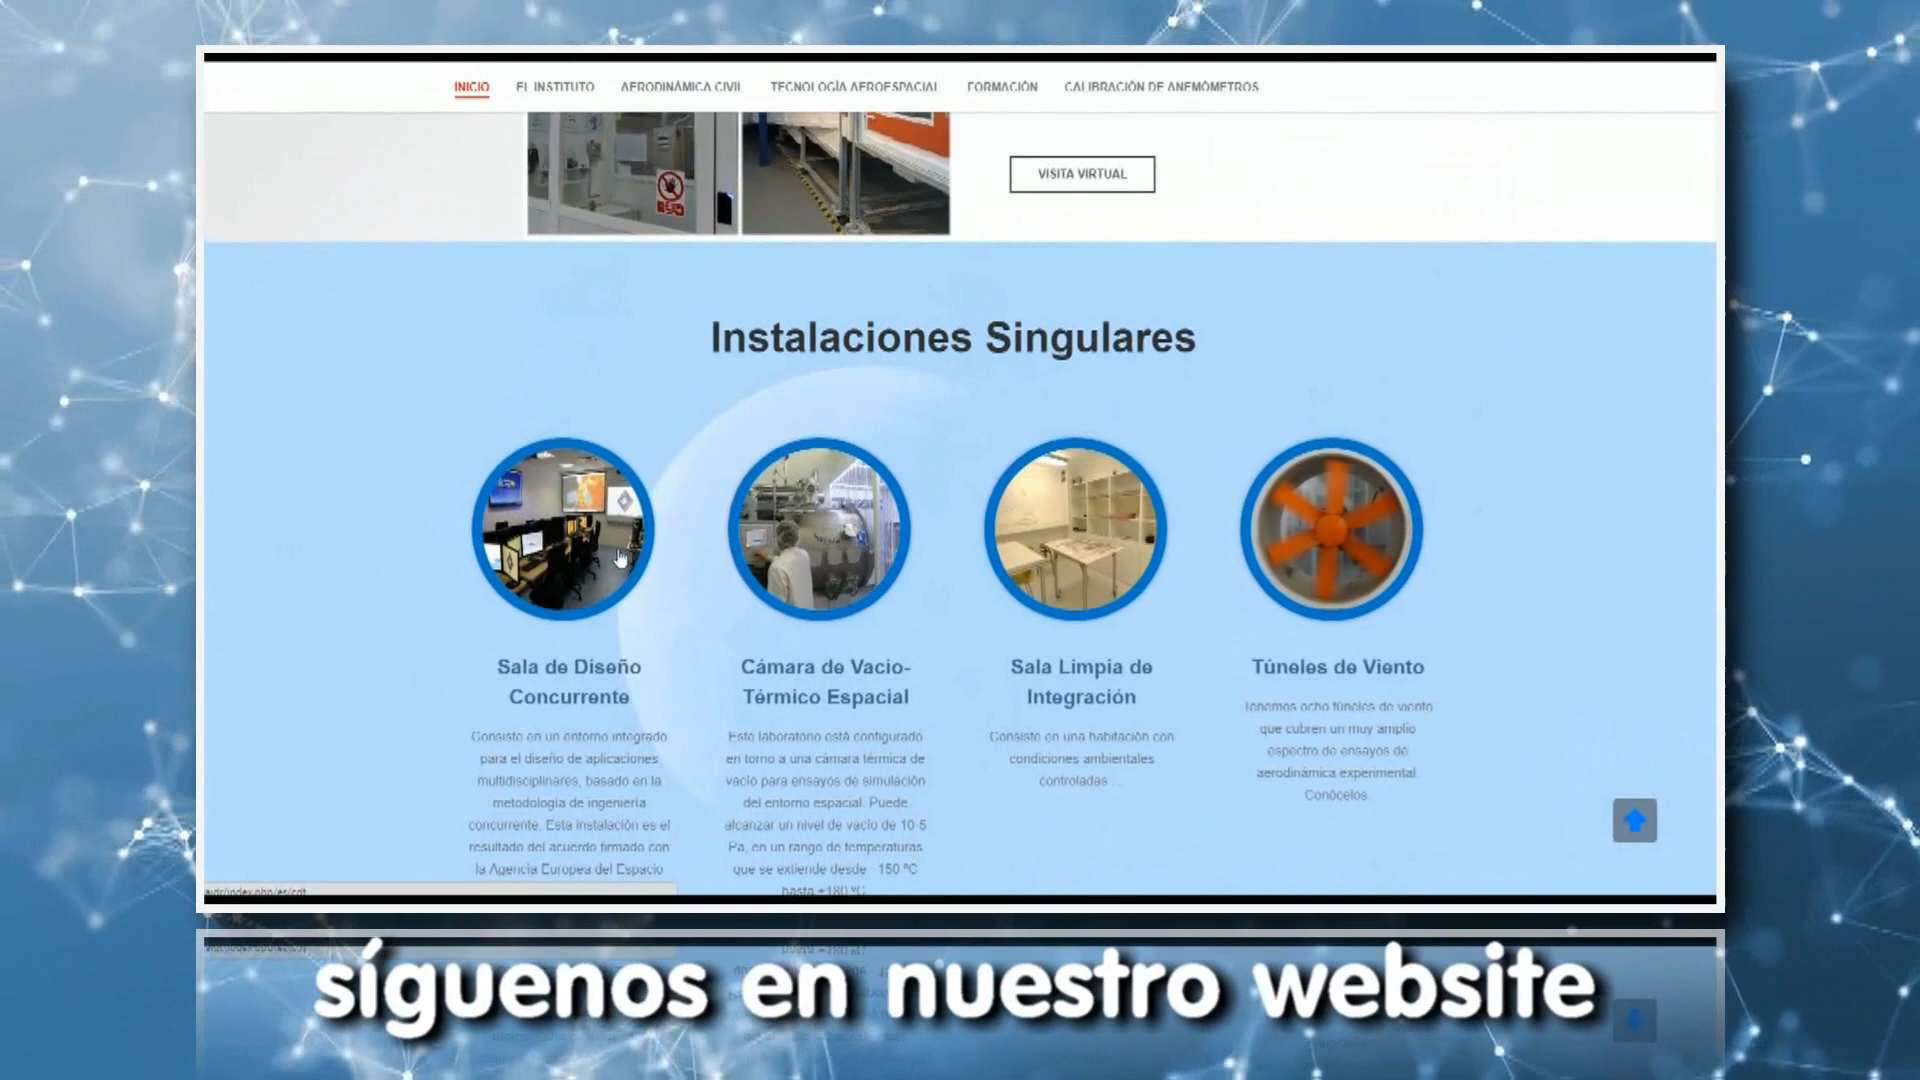 INICIO EL INSTITUTO AERODINÁMICA CIVIL TECNOLOGÍA AEROESPACIAL FORMACIÓN CALIBRACIÓN DE ANEMÓMETROS
VISITA VIRTUAL
Instalaciones Singulares
Sala de Diseño
Concurrente
Consiste en un entorno integrado
para el diseño de aplicaciones
multidisciplinares, basado en la
metodología de ingeniería
concurrente. Esta instalación es el
resultado del acuerdo firmado con
la Agencia Europea del Espacio
Cámara de Vacio-
Térmico Espacial
Este laboratorio está configurado
en torno a una cámara térmica de
vacío para ensayos de simulación
del entorno espacial. Puede
alcanzar un nivel de vacío de 10-5
Pa, en un rango de temperaturas
que se extiende desde -150 ºC
hasta +180 ºC
Sala Limpia de
Integración
Consiste en una habitación con
condiciones ambientales
controladas ...
Túneles de Viento
Tenemos ocho túneles de viento
que cubren un muy amplio
espectro de ensayos de
aerodinámica experimental.
Conócelos.
síguenos en nuestro website